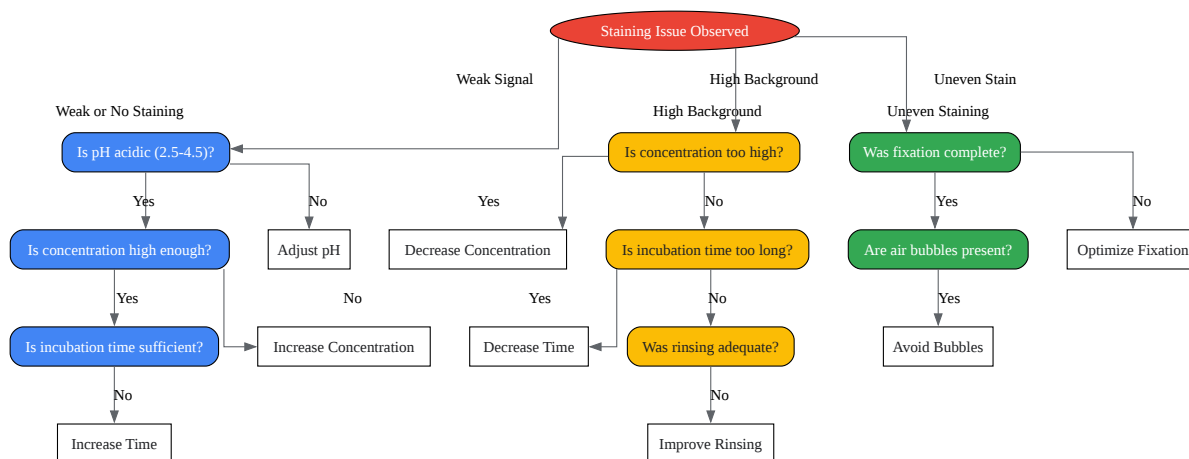 Staining Issue Observed
Weak Signal
High Background
Uneven Stain
Weak or No Staining
High Background
Uneven Staining
Is pH acidic (2.5-4.5)?
Is concentration too high?
Was fixation complete?
Yes
No
Yes
No
Yes
No
Is concentration high enough?
Adjust pH
Decrease Concentration
Is incubation time too long?
Are air bubbles present?
Optimize Fixation
Yes
No
Yes
No
Yes
Is incubation time sufficient?
Increase Concentration
Decrease Time
Was rinsing adequate?
Avoid Bubbles
No
No
Increase Time
Improve Rinsing